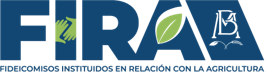 FIRA
FIDEICOMISOS INSTITUIDOS EN RELACIÓN CON LA AGRICULTURA